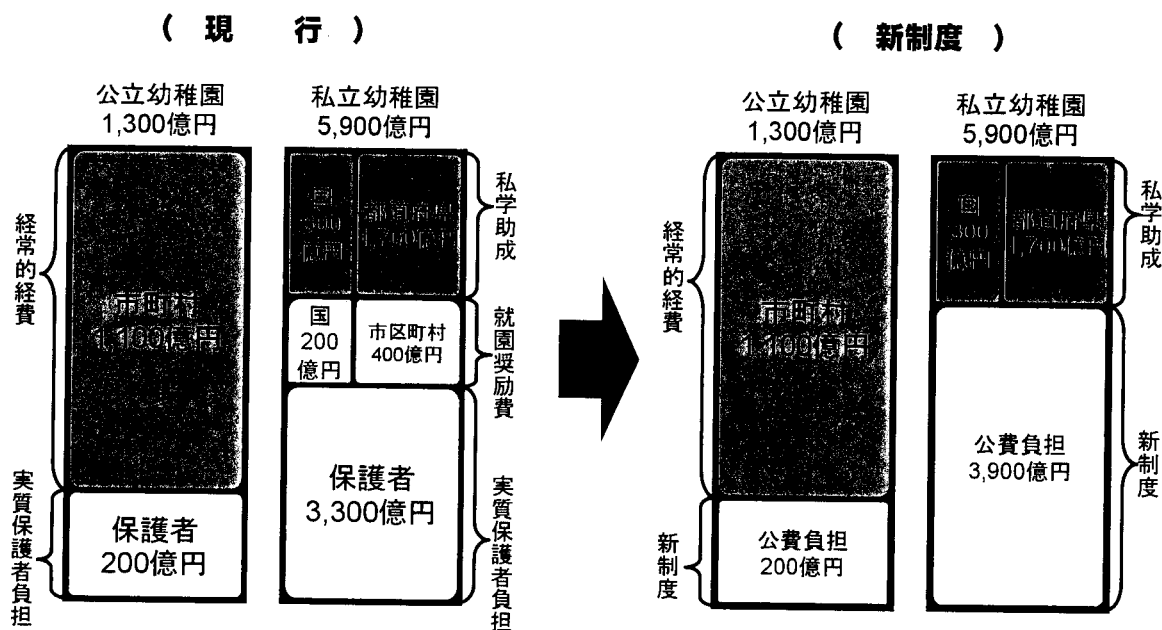 ( 現 行 )
公立幼稚園
1,300億円
私立幼稚園
5,900億円
経常的経費
市町村
1,100億円
実質保護者負担
保護者
200億円
国
300
億円
都道府県
1,700億円
私学助成
国
200
億円
市区町村
400億円
就園奨励費
保護者
3,300億円
実質保護者負担
( 新制度 )
公立幼稚園
1,300億円
私立幼稚園
5,900億円
経常的経費
市町村
1,100億円
新制度
公費負担
200億円
国
300
億円
都道府県
1,700億円
私学助成
公費負担
3,900億円
新制度